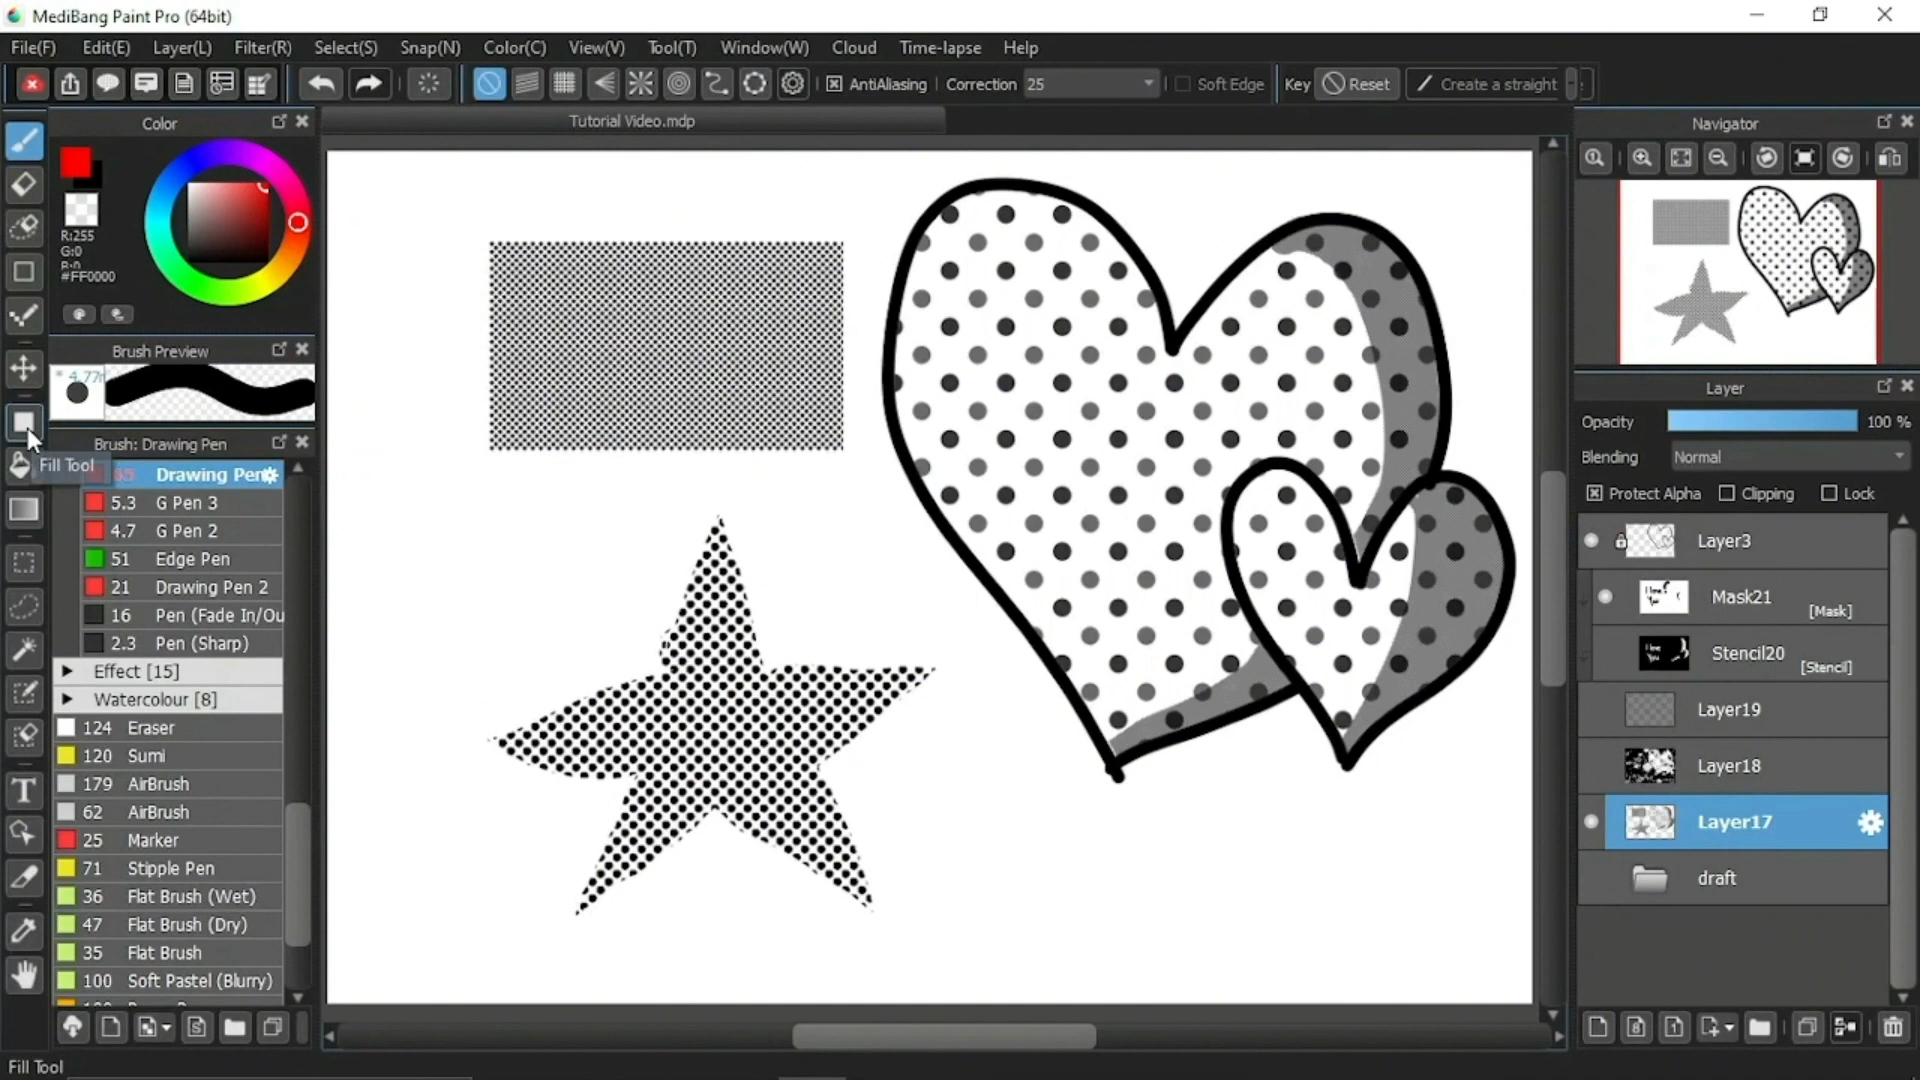 MediBang Paint Pro (64bit)
File(F) Edit(E) Layer(L) Filter(R) Select(S) Snap(N) Color(C) View(V) Tool(T) Window(W) Cloud Time-lapse Help
AntiAliasing Correction 25 Soft Edge Key Reset Create a straight
Color
R:255
G:0
B:0
#FF0000
Brush Preview
* 4.77
Brush: Drawing Pen
Fill Tool
Drawing Pen
5.3 G Pen 3
4.7 G Pen 2
51 Edge Pen
21 Drawing Pen 2
16 Pen (Fade In/Ou
2.3 Pen (Sharp)
Effect [15]
Watercolour [8]
124 Eraser
120 Sumi
179 AirBrush
62 AirBrush
25 Marker
71 Stipple Pen
36 Flat Brush (Wet)
47 Flat Brush (Dry)
35 Flat Brush
100 Soft Pastel (Blurry)
Fill Tool
Tutorial Video.mdp
Navigator
Layer
Opacity 100 %
Blending Normal
Protect Alpha Clipping Lock
Layer3
Mask21
[Mask]
Stencil20
[Stencil]
Layer19
Layer18
Layer17
draft